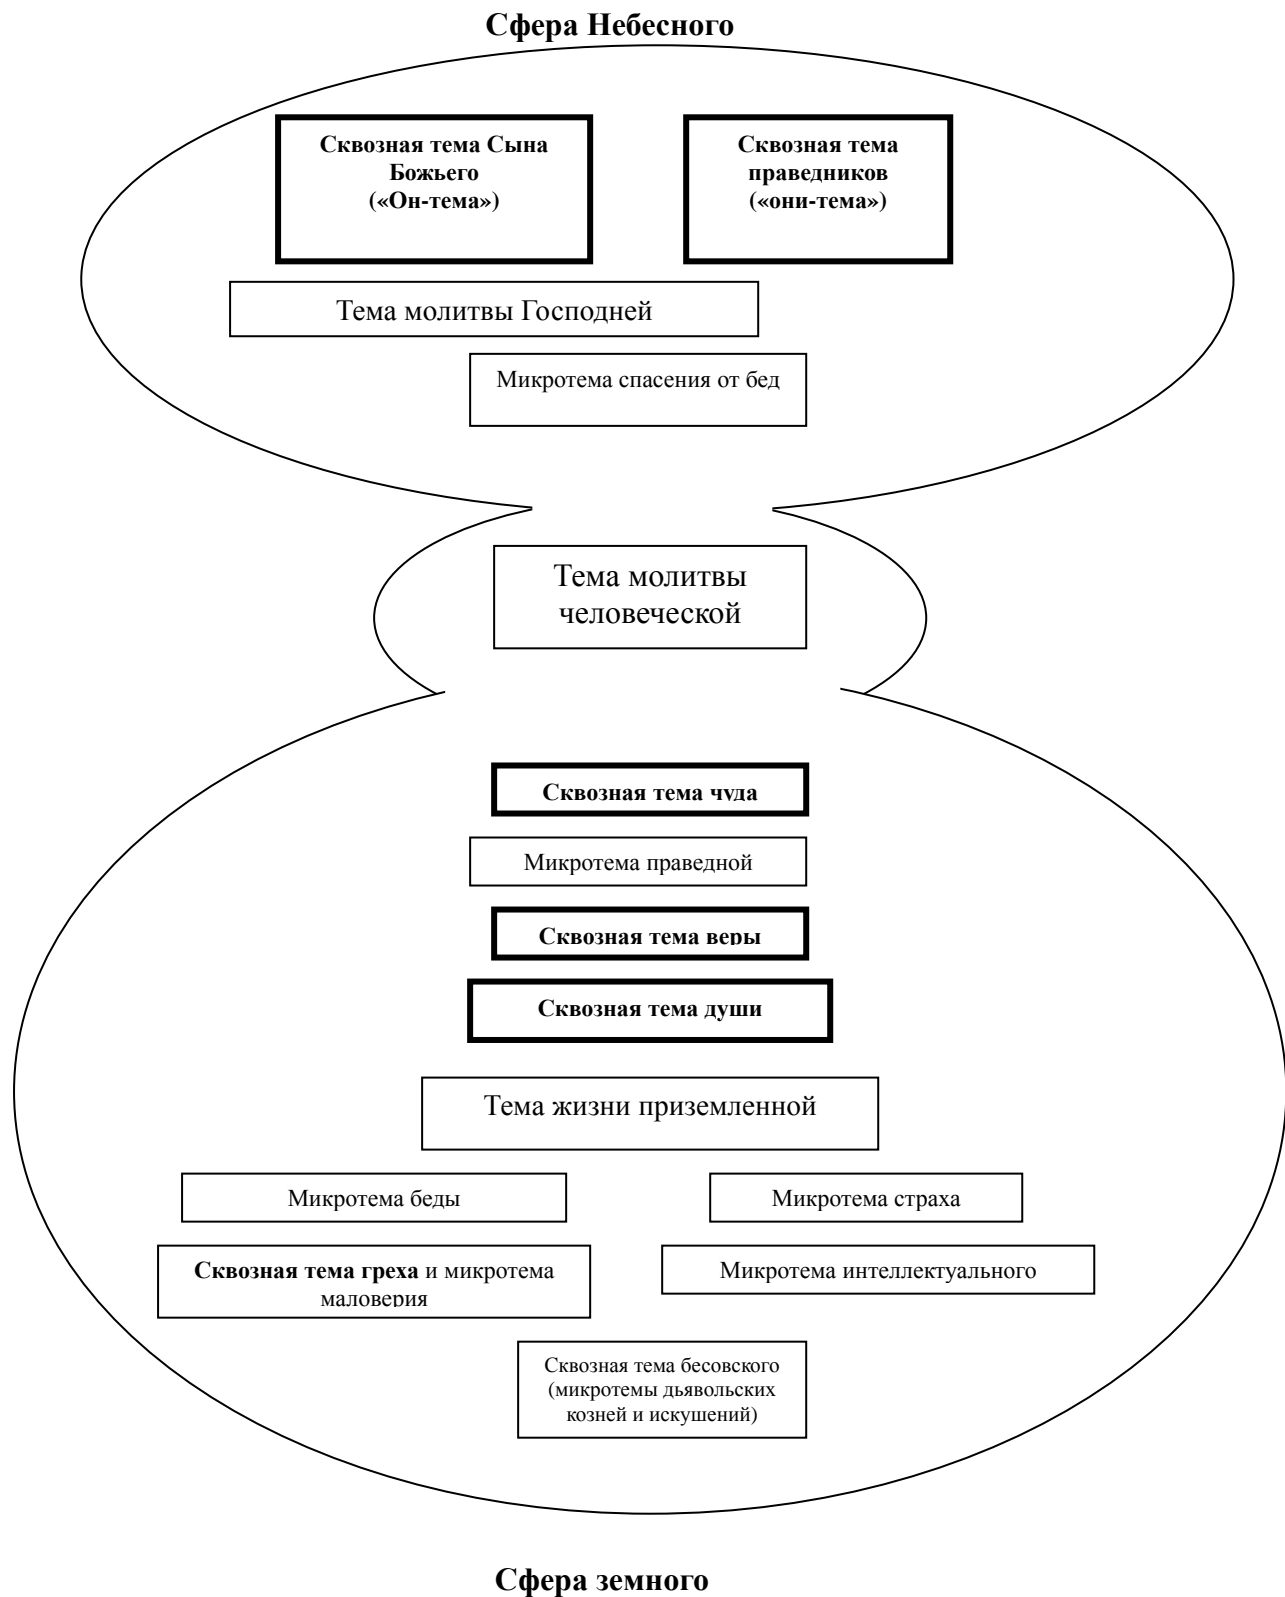 Сфера Небесного
Сквозная тема Сына
Божьего
(«Он-тема»)
Сквозная тема
праведников
(«они-тема»)
Тема молитвы Господней
Микротема спасения от бед
Тема молитвы
человеческой
Сквозная тема чуда
Микротема праведной
Сквозная тема веры
Сквозная тема души
Тема жизни приземленной
Микротема беды
Микротема страха
Сквозная тема греха и микротема
маловерия
Микротема интеллектуального
Сквозная тема бесовского
(микротемы дьявольских
козней и искушений)
Сфера земного